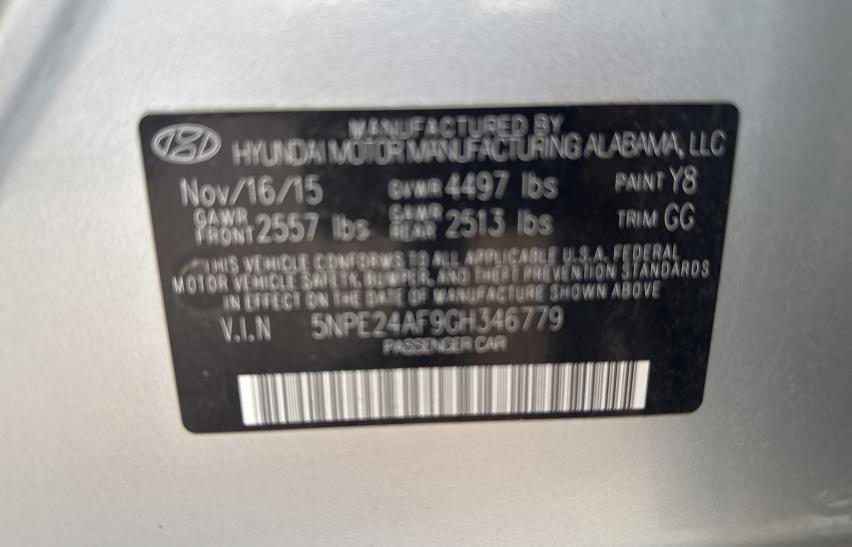 MANUFACTURED BY
HYUNDAI MOTOR MANUFACTURING ALABAMA, LLC
Nov/16/15 GVWR 4497 lbs PAINT Y8
GAWR FRONT 2557 lbs GAWR REAR 2513 lbs TRIM GG
THIS VEHICLE CONFORMS TO ALL APPLICABLE U.S.A. FEDERAL
MOTOR VEHICLE SAFETY, BUMPER, AND THEFT PREVENTION STANDARDS
IN EFFECT ON THE DATE OF MANUFACTURE SHOWN ABOVE
V.I.N 5NPE24AF9GH346779
PASSENGER CAR